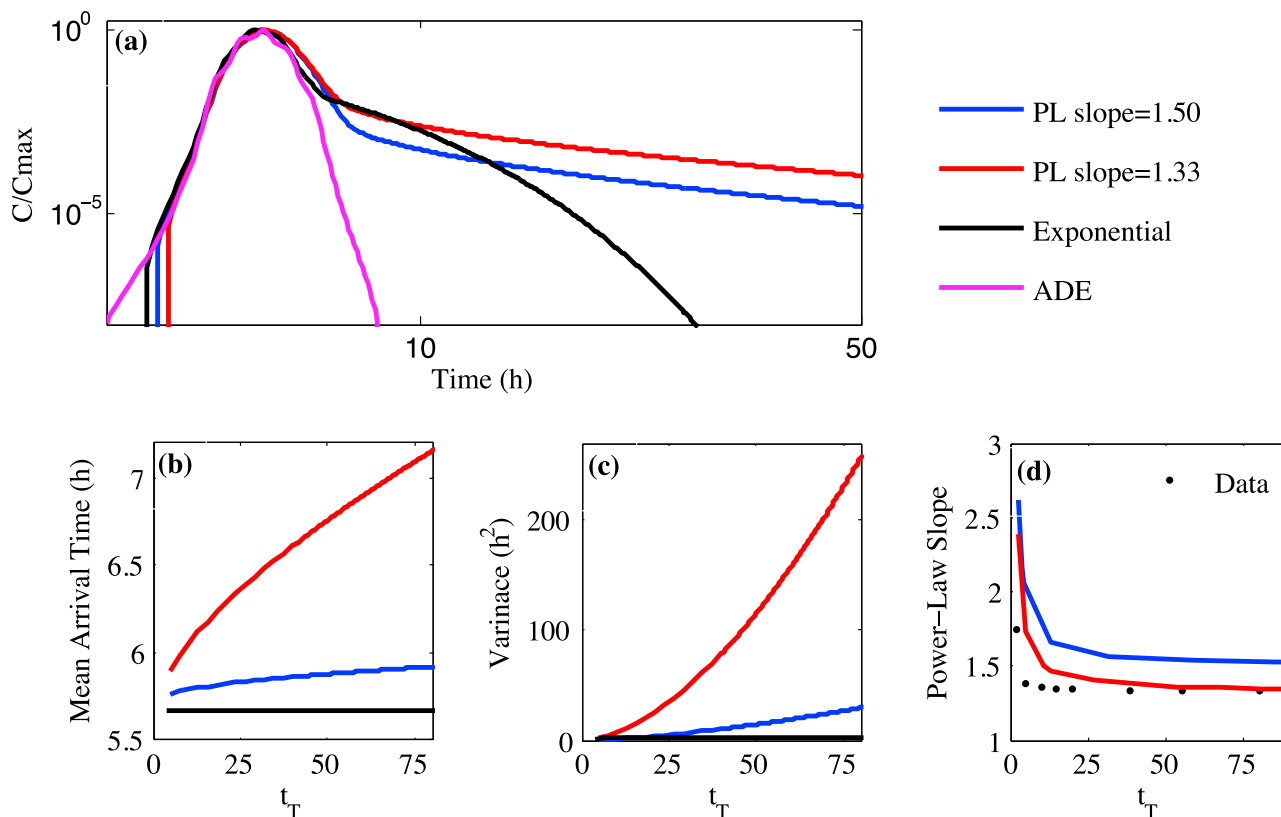 (a)
10^0
10^-5
C/Cmax
10
50
Time (h)
PL slope=1.50
PL slope=1.33
Exponential
ADE
(b)
7
6.5
6
5.5
Mean Arrival Time (h)
0
25
50
75
t_T
(c)
200
100
0
Varinace (h^2)
0
25
50
75
t_T
(d)
Data
3
2.5
2
1.5
1
Power-Law Slope
0
25
50
75
t_T